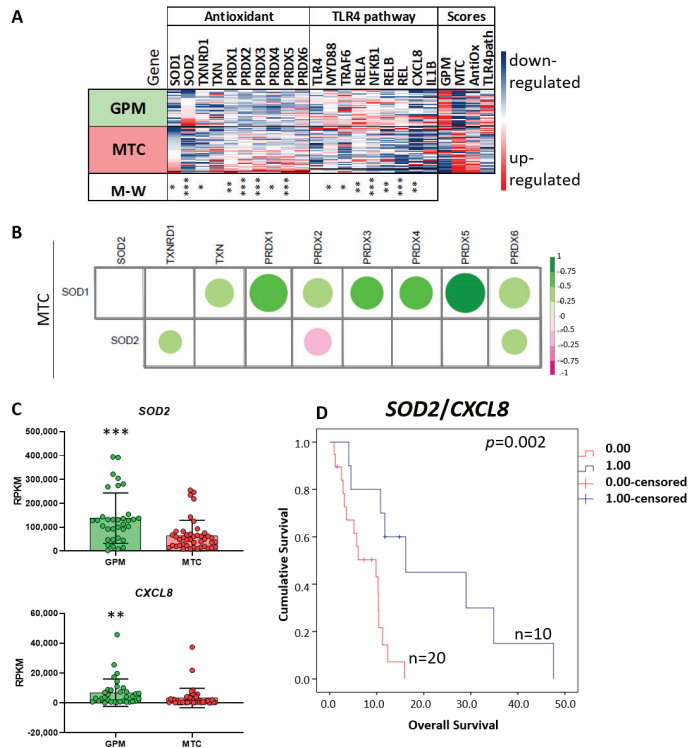 A
Antioxidant
TLR4 pathway
Scores
Gene
SOD1
SOD2
TXNRD1
TXN
PRDX1
PRDX2
PRDX3
PRDX4
PRDX5
PRDX6
TLR4
MYD88
TRAF6
RELA
NFKB1
RELB
REL
CXCL8
IL1B
GPM
MTC
AntiOx
TLR4path
down-
regulated
up-
regulated
GPM
MTC
M-W
* *** * ** *** *** * *** * * ** *** ** *** **
B
MTC
SOD2
TXNRD1
TXN
PRDX1
PRDX2
PRDX3
PRDX4
PRDX5
PRDX6
SOD1
SOD2
1
0.75
0.5
0.25
0
-0.25
-0.5
-0.75
-1
C
SOD2
500,000
400,000
300,000
200,000
100,000
0
RPKM
***
GPM
MTC
CXCL8
60,000
40,000
20,000
0
-20,000
RPKM
**
GPM
MTC
D
SOD2/CXCL8
p=0.002
1.0
0.8
0.6
0.4
0.2
0.0
Cumulative Survival
n=20
n=10
0.0 10.0 20.0 30.0 40.0 50.0
Overall Survival
0.00
1.00
0.00-censored
1.00-censored